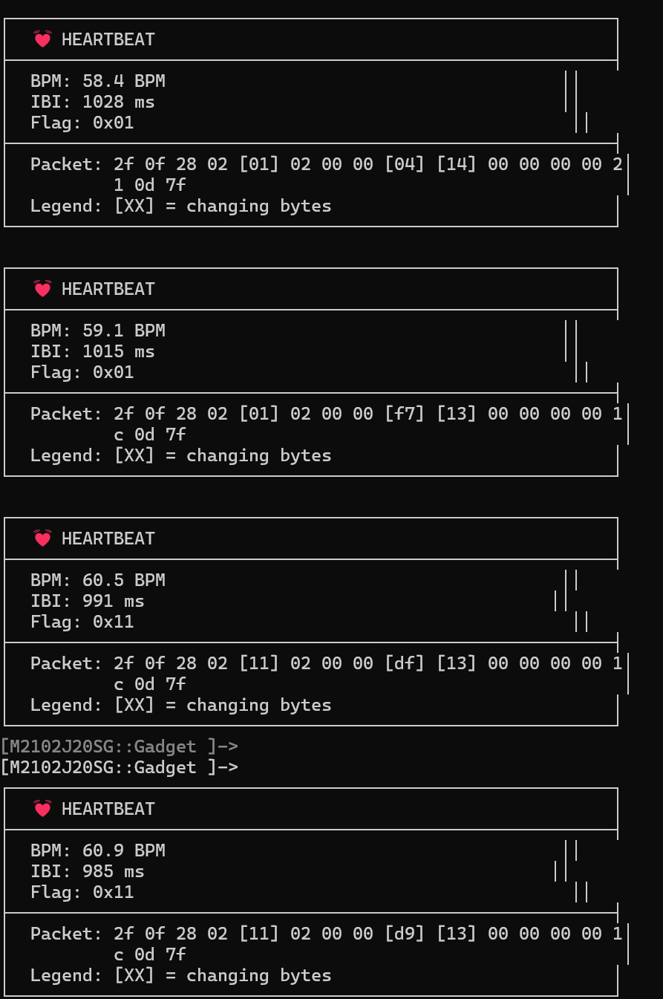 💓 HEARTBEAT
BPM: 58.4 BPM
IBI: 1028 ms
Flag: 0x01
Packet: 2f 0f 28 02 [01] 02 00 00 [04] [14] 00 00 00 00 2
1 0d 7f
Legend: [XX] = changing bytes
💓 HEARTBEAT
BPM: 59.1 BPM
IBI: 1015 ms
Flag: 0x01
Packet: 2f 0f 28 02 [01] 02 00 00 [f7] [13] 00 00 00 00 1
c 0d 7f
Legend: [XX] = changing bytes
💓 HEARTBEAT
BPM: 60.5 BPM
IBI: 991 ms
Flag: 0x11
Packet: 2f 0f 28 02 [11] 02 00 00 [df] [13] 00 00 00 00 1
c 0d 7f
Legend: [XX] = changing bytes
[M2102J20SG::Gadget ]->
[M2102J20SG::Gadget ]->
💓 HEARTBEAT
BPM: 60.9 BPM
IBI: 985 ms
Flag: 0x11
Packet: 2f 0f 28 02 [11] 02 00 00 [d9] [13] 00 00 00 00 1
c 0d 7f
Legend: [XX] = changing bytes